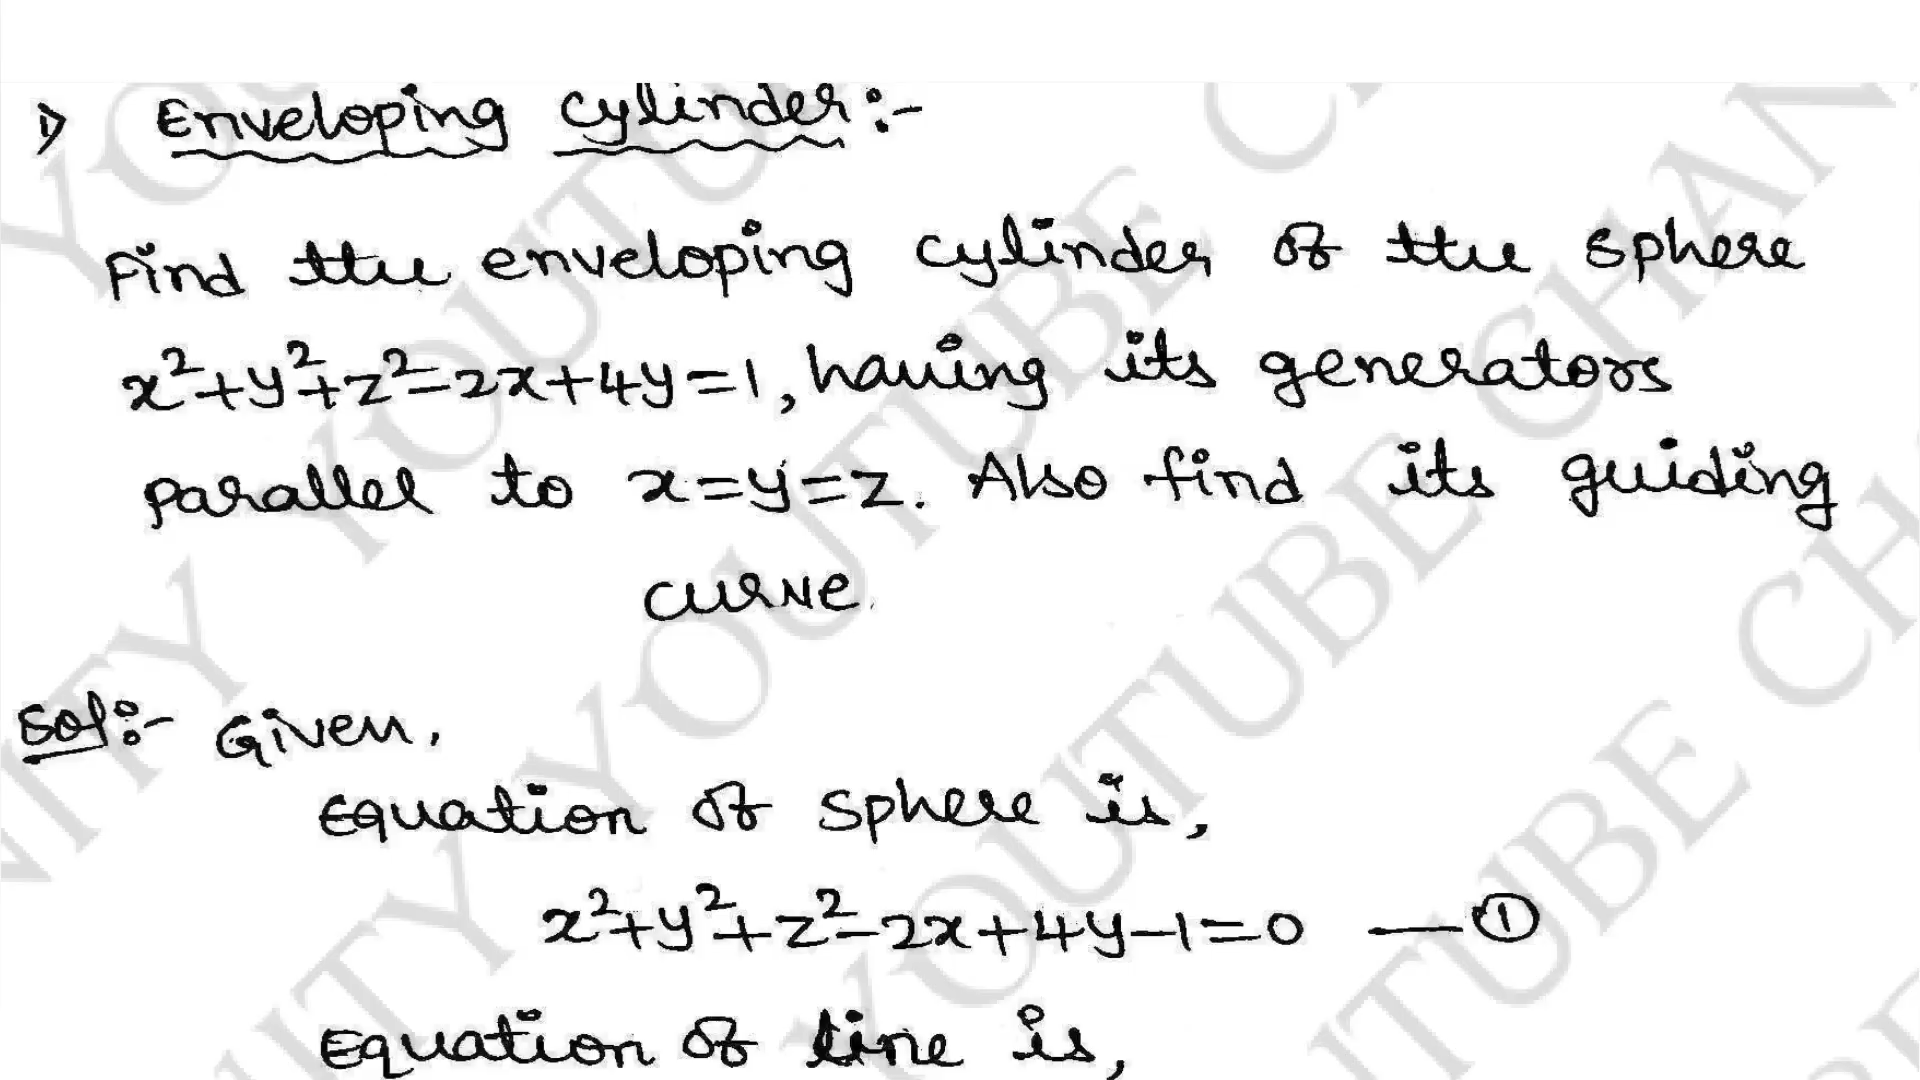 1) Enveloping cylinder:-
Find the enveloping cylinder of the sphere
x²+y²+z²-2x+4y=1, having its generators
parallel to x=y=z. Also find its guiding
curve.
Sol:- Given,
Equation of sphere is,
x²+y²+z²-2x+4y-1=0 —①
Equation of line is,